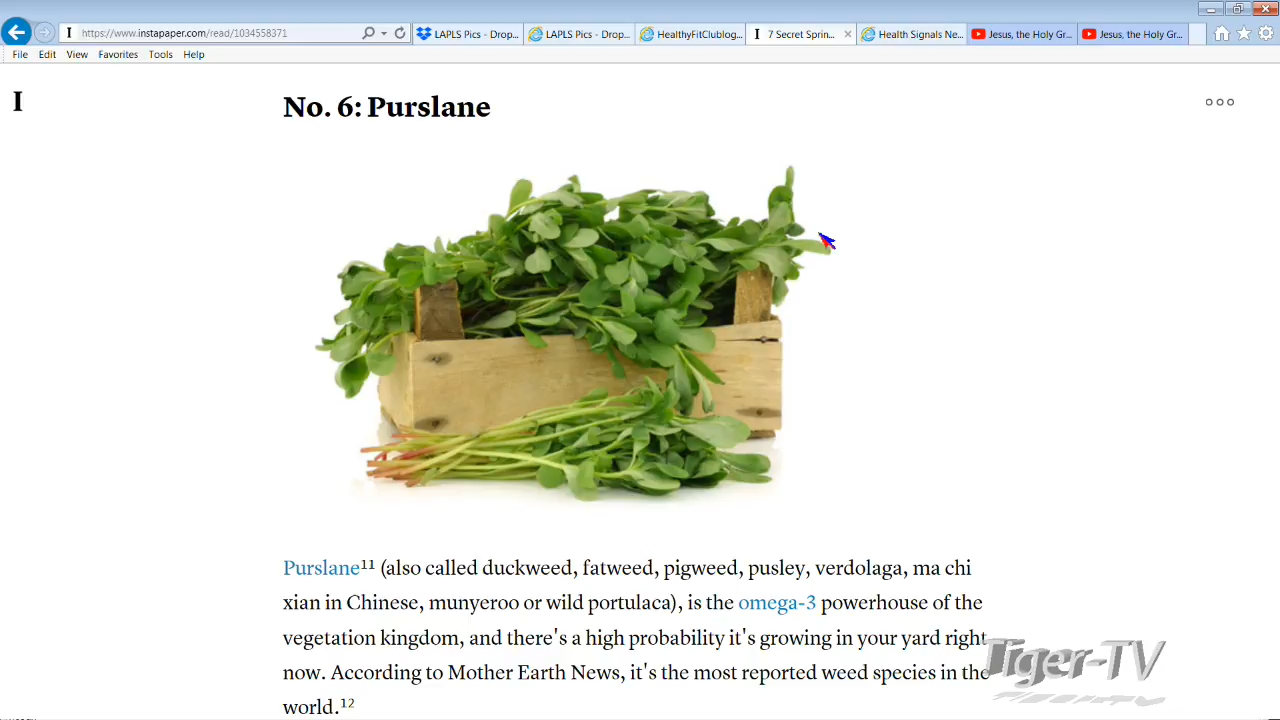 https://www.instapaper.com/read/1034558371
LAPLS Pics - Drop...
LAPLS Pics - Drop...
HealthyFitClublog...
I 7 Secret Sprin...
Health Signals Ne...
Jesus, the Holy Gr...
Jesus, the Holy Gr...
File Edit View Favorites Tools Help
I
No. 6: Purslane
Purslane¹¹ (also called duckweed, fatweed, pigweed, pusley, verdolaga, ma chi
xian in Chinese, munyeroo or wild portulaca), is the omega-3 powerhouse of the
vegetation kingdom, and there's a high probability it's growing in your yard right
now. According to Mother Earth News, it's the most reported weed species in the
world.¹²
Tiger-TV